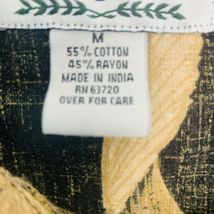 M
55% COTTON
45% RAYON
MADE IN INDIA
RN 63720
OVER FOR CARE